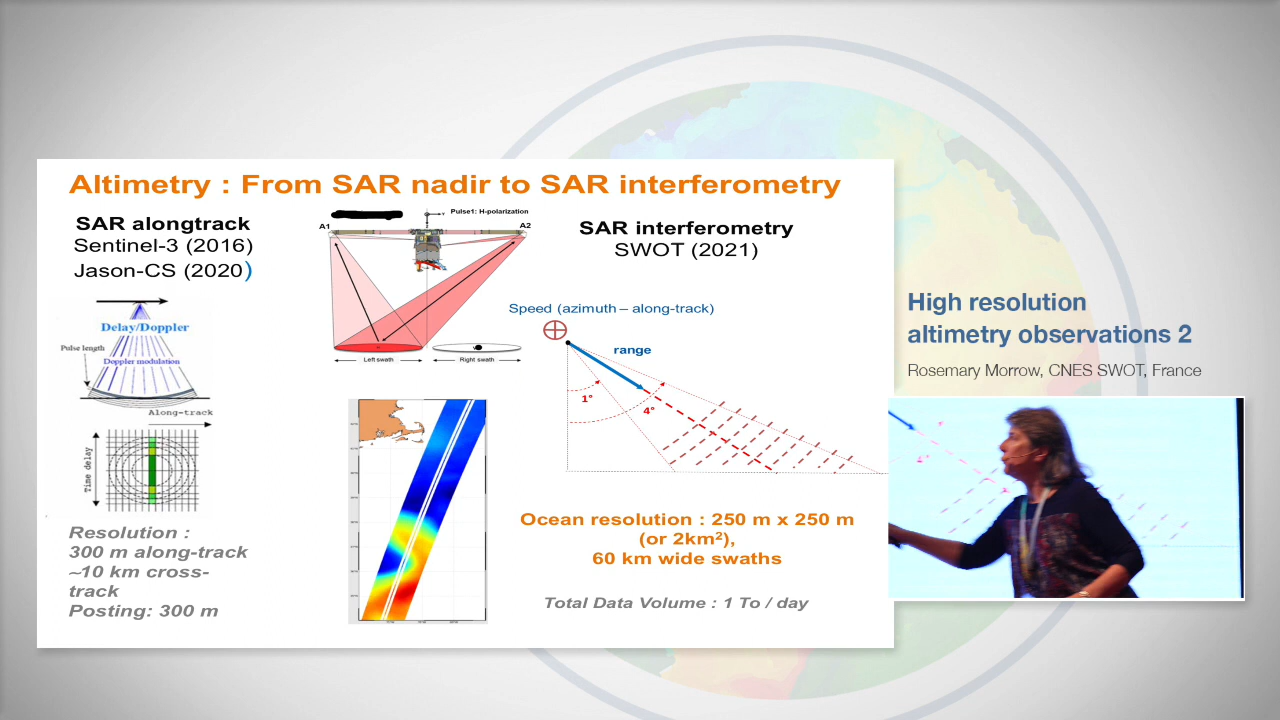 Altimetry : From SAR nadir to SAR interferometry
SAR alongtrack
Sentinel-3 (2016)
Jason-CS (2020)
Delay/Doppler
Pulse length
Doppler modulation
Along-track
Time delay
Resolution :
300 m along-track
~10 km cross-
track
Posting: 300 m
Pulse1: H-polarization
A1
A2
Left swath
Right swath
SAR interferometry
SWOT (2021)
Speed (azimuth – along-track)
range
1°
4°
Ocean resolution : 250 m x 250 m
(or 2km²),
60 km wide swaths
Total Data Volume : 1 To / day
High resolution
altimetry observations 2
Rosemary Morrow, CNES SWOT, France